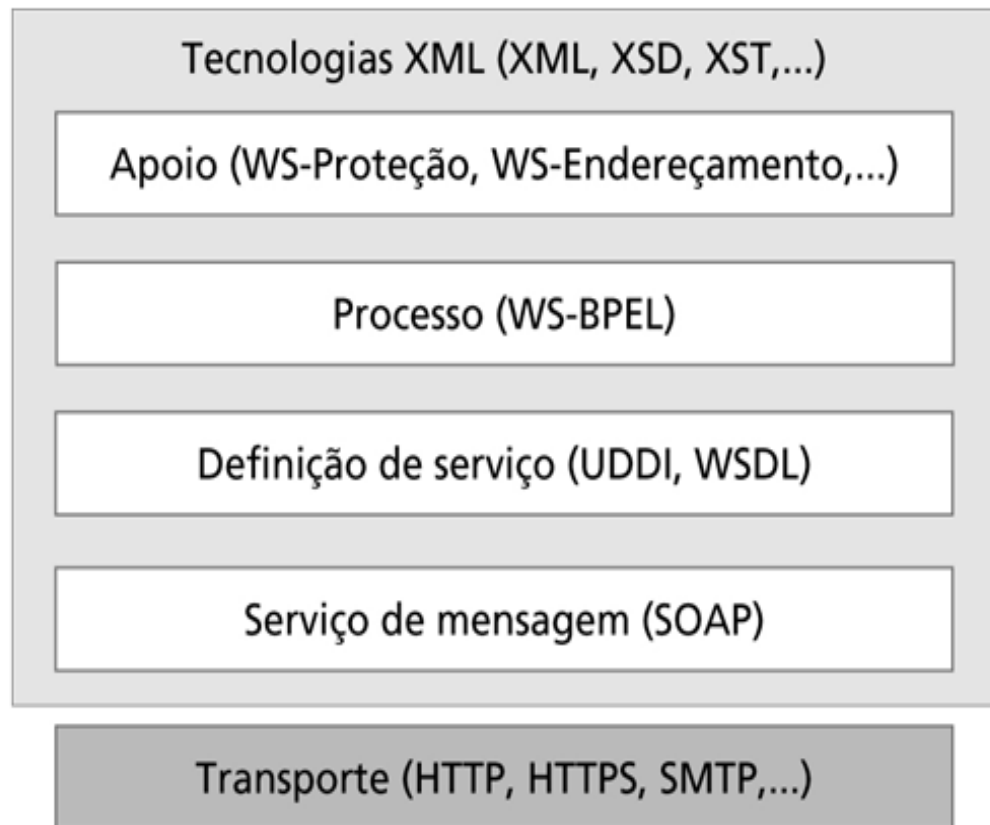 Tecnologias XML (XML, XSD, XST,...)
Apoio (WS-Proteção, WS-Endereçamento,...)
Processo (WS-BPEL)
Definição de serviço (UDDI, WSDL)
Serviço de mensagem (SOAP)
Transporte (HTTP, HTTPS, SMTP,...)